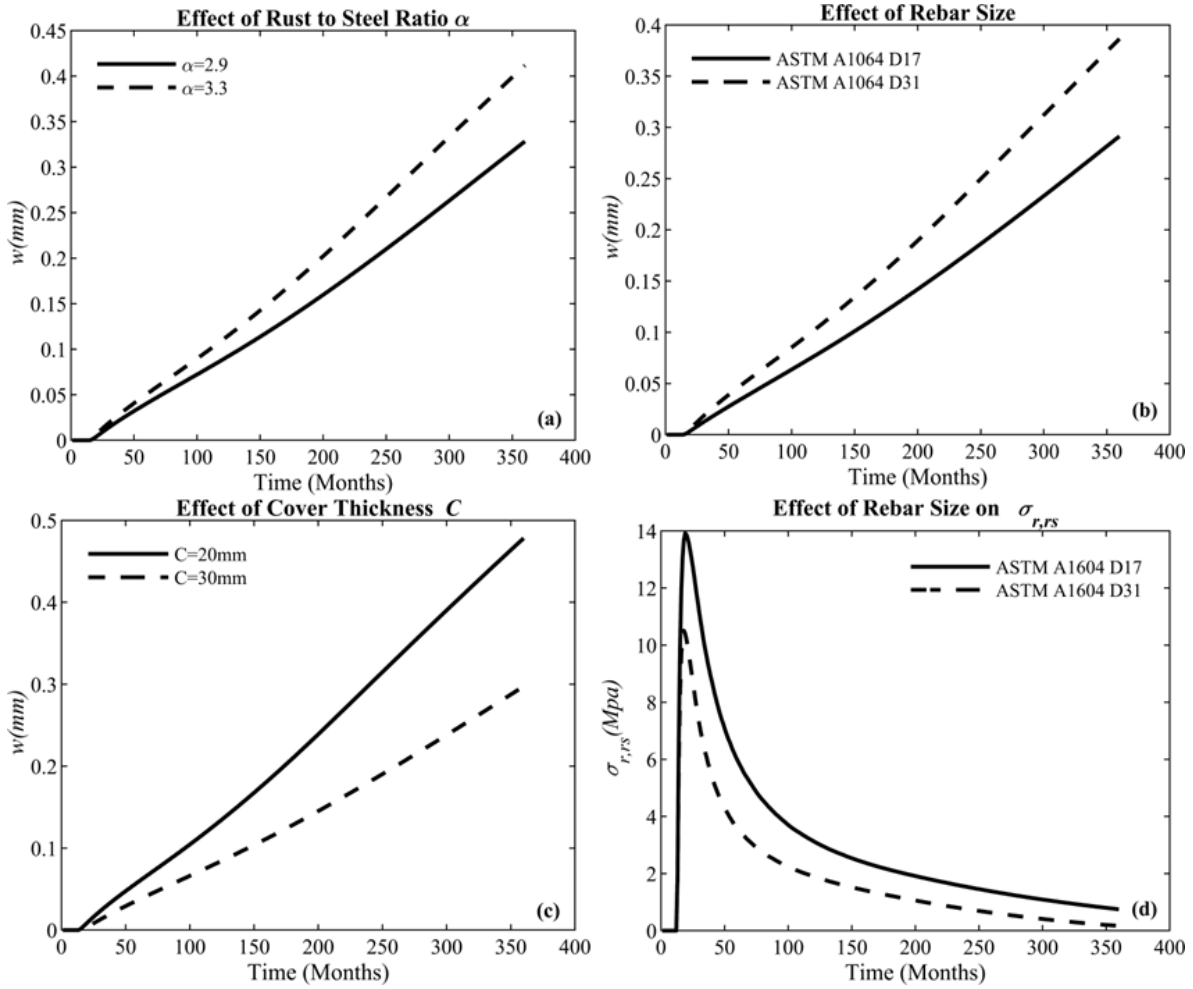 Effect of Rust to Steel Ratio α
0.45
0.4
0.35
0.3
0.25
0.2
0.15
0.1
0.05
0
w(mm)
α=2.9
α=3.3
(a)
0 50 100 150 200 250 300 350 400
Time (Months)
Effect of Rebar Size
0.4
0.35
0.3
0.25
0.2
0.15
0.1
0.05
0
w(mm)
ASTM A1064 D17
ASTM A1064 D31
(b)
0 50 100 150 200 250 300 350 400
Time (Months)
Effect of Cover Thickness C
0.5
0.4
0.3
0.2
0.1
0
w(mm)
C=20mm
C=30mm
(c)
0 50 100 150 200 250 300 350 400
Time (Months)
Effect of Rebar Size on σr,rs
14
12
10
8
6
4
2
0
σr,rs(Mpa)
ASTM A1604 D17
ASTM A1604 D31
(d)
0 50 100 150 200 250 300 350 400
Time (Months)